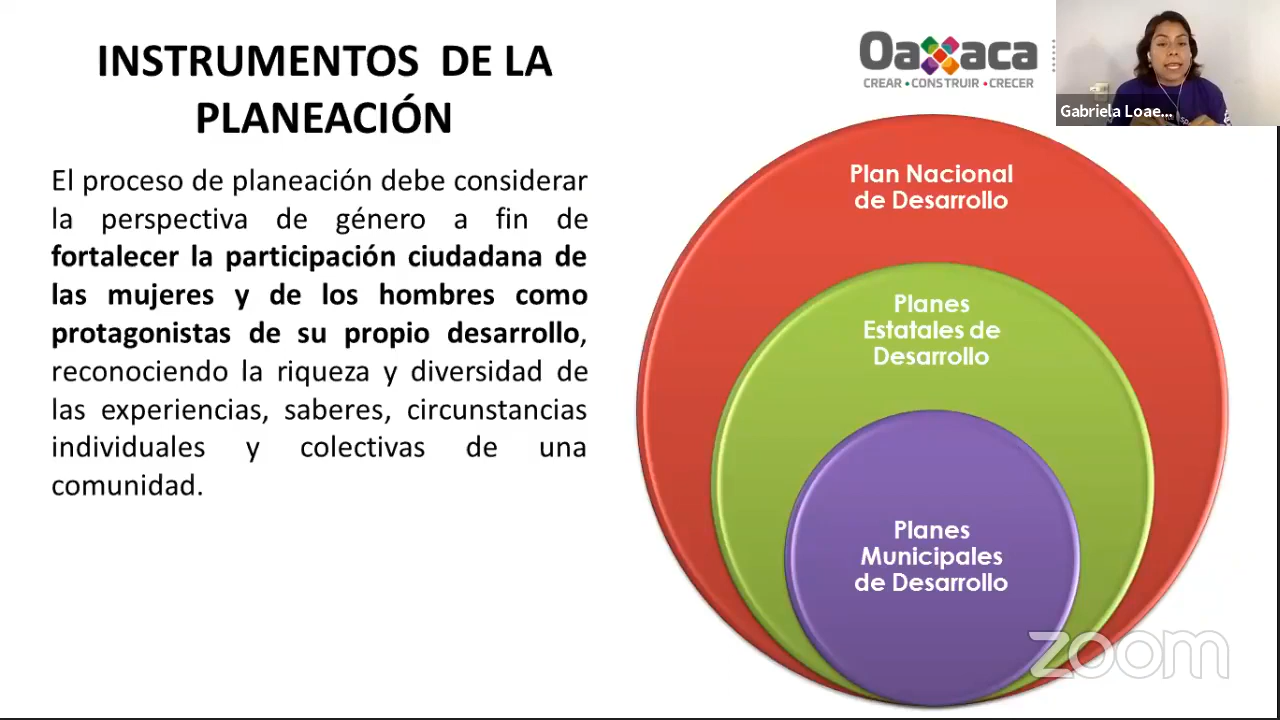 INSTRUMENTOS DE LA
PLANEACIÓN
El proceso de planeación debe considerar
la perspectiva de género a fin de
fortalecer la participación ciudadana de
las mujeres y de los hombres como
protagonistas de su propio desarrollo,
reconociendo la riqueza y diversidad de
las experiencias, saberes, circunstancias
individuales y colectivas de una
comunidad.
Oaxaca
CREAR • CONSTRUIR • CRECER
Gabriela Loae...
Plan Nacional
de Desarrollo
Planes
Estatales de
Desarrollo
Planes
Municipales
de Desarrollo
zoom